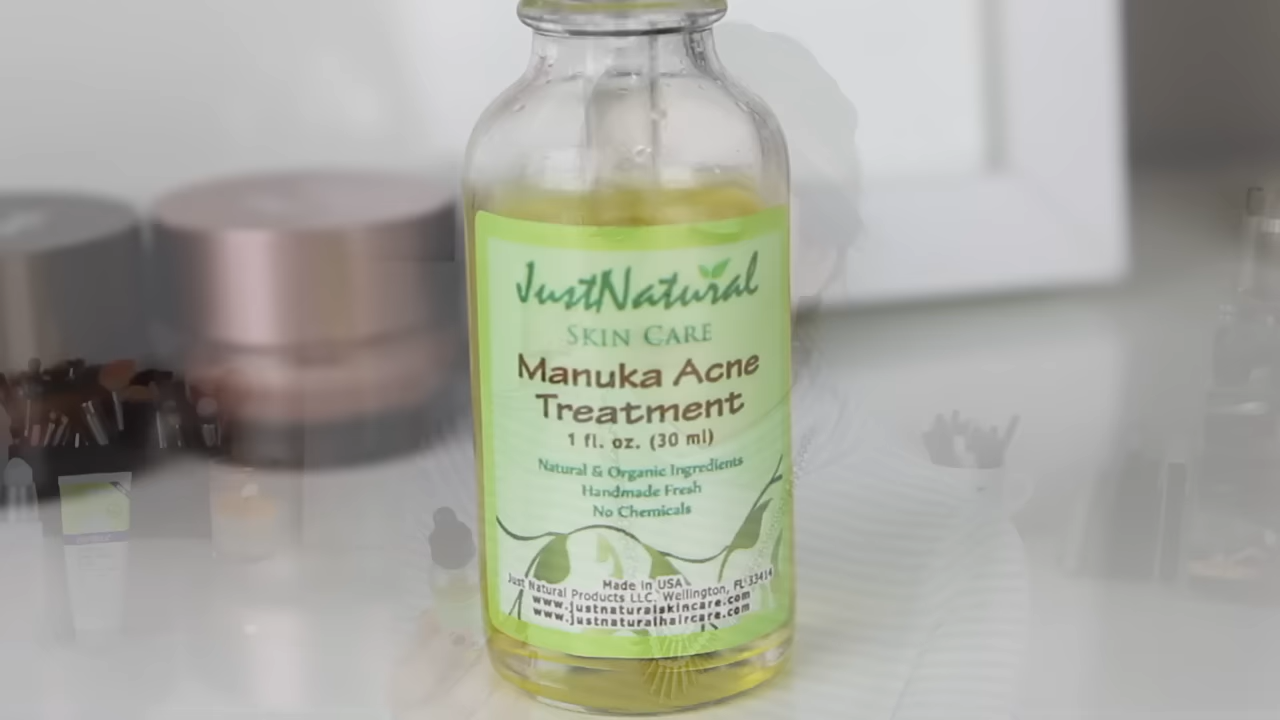 JustNatural
SKIN CARE
Manuka Acne
Treatment
1 fl. oz. (30 ml)
Natural & Organic Ingredients
Handmade Fresh
No Chemicals
Made in USA
Just Natural Products LLC. Wellington, FL 33414
www.justnaturalskincare.com
www.justnaturalhaircare.com